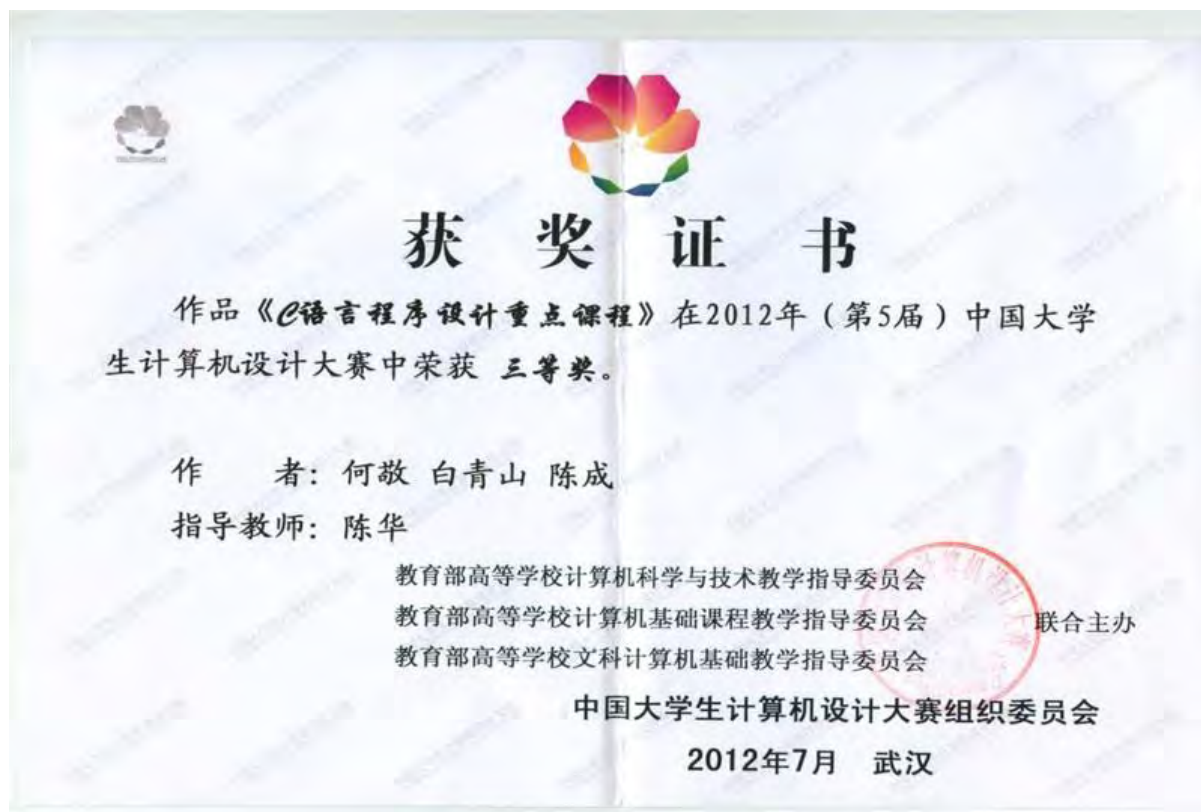 获奖证书
作品《C语言程序设计重点课程》在2012年（第5届）中国大学
生计算机设计大赛中荣获 三等奖。
作 者：何敬 白青山 陈成
指导教师：陈华
教育部高等学校计算机科学与技术教学指导委员会
教育部高等学校计算机基础课程教学指导委员会
联合主办
教育部高等学校文科计算机基础教学指导委员会
中国大学生计算机设计大赛组织委员会
2012年7月 武汉